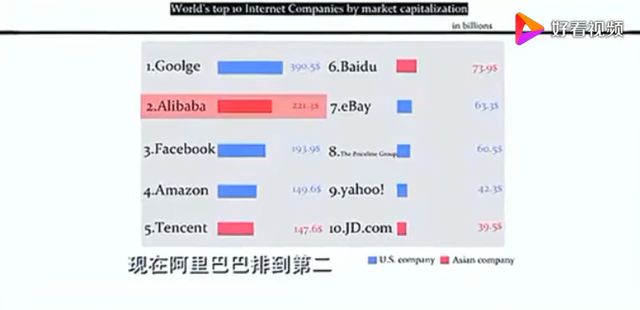 World's top 10 Internet Companies by market capitalization
in billions
好看视频
1.Goolge 390.5$
2.Alibaba 221.3$
3.Facebook 193.9$
4.Amazon 149.6$
5.Tencent 147.6$
6.Baidu 73.9$
7.eBay 63.3$
8.The Priceline Group 60.5$
9.yahoo! 42.3$
10.JD.com 39.5$
现在阿里巴巴排到第二
U.S. company Asian company